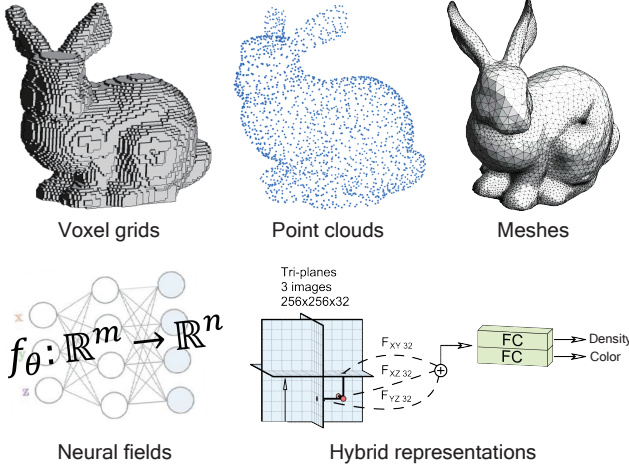 Voxel grids
Point clouds
Meshes
x
z
f_θ: ℝ^m → ℝ^n
Neural fields
Tri-planes
3 images
256x256x32
F_XY 32
F_XZ 32
F_YZ 32
+
FC
FC
Density
Color
Hybrid representations